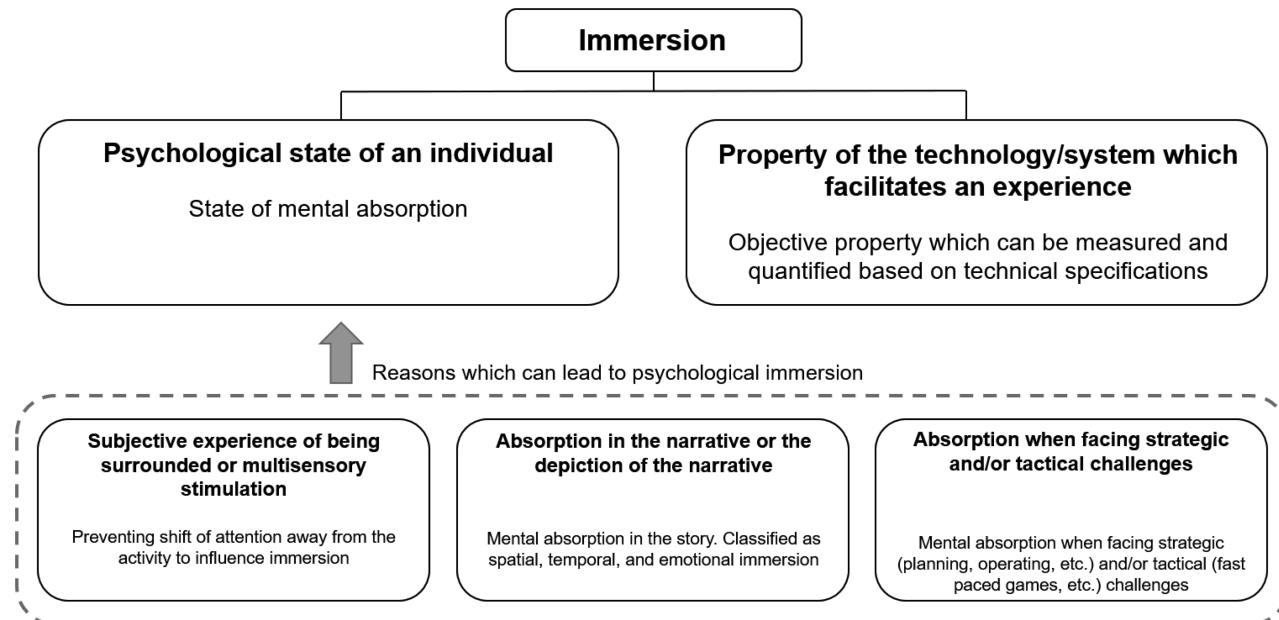 Immersion
Psychological state of an individual
State of mental absorption
Property of the technology/system which
facilitates an experience
Objective property which can be measured and
quantified based on technical specifications
Reasons which can lead to psychological immersion
Subjective experience of being
surrounded or multisensory
stimulation
Preventing shift of attention away from the
activity to influence immersion
Absorption in the narrative or the
depiction of the narrative
Mental absorption in the story. Classified as
spatial, temporal, and emotional immersion
Absorption when facing strategic
and/or tactical challenges
Mental absorption when facing strategic
(planning, operating, etc.) and/or tactical (fast
paced games, etc.) challenges